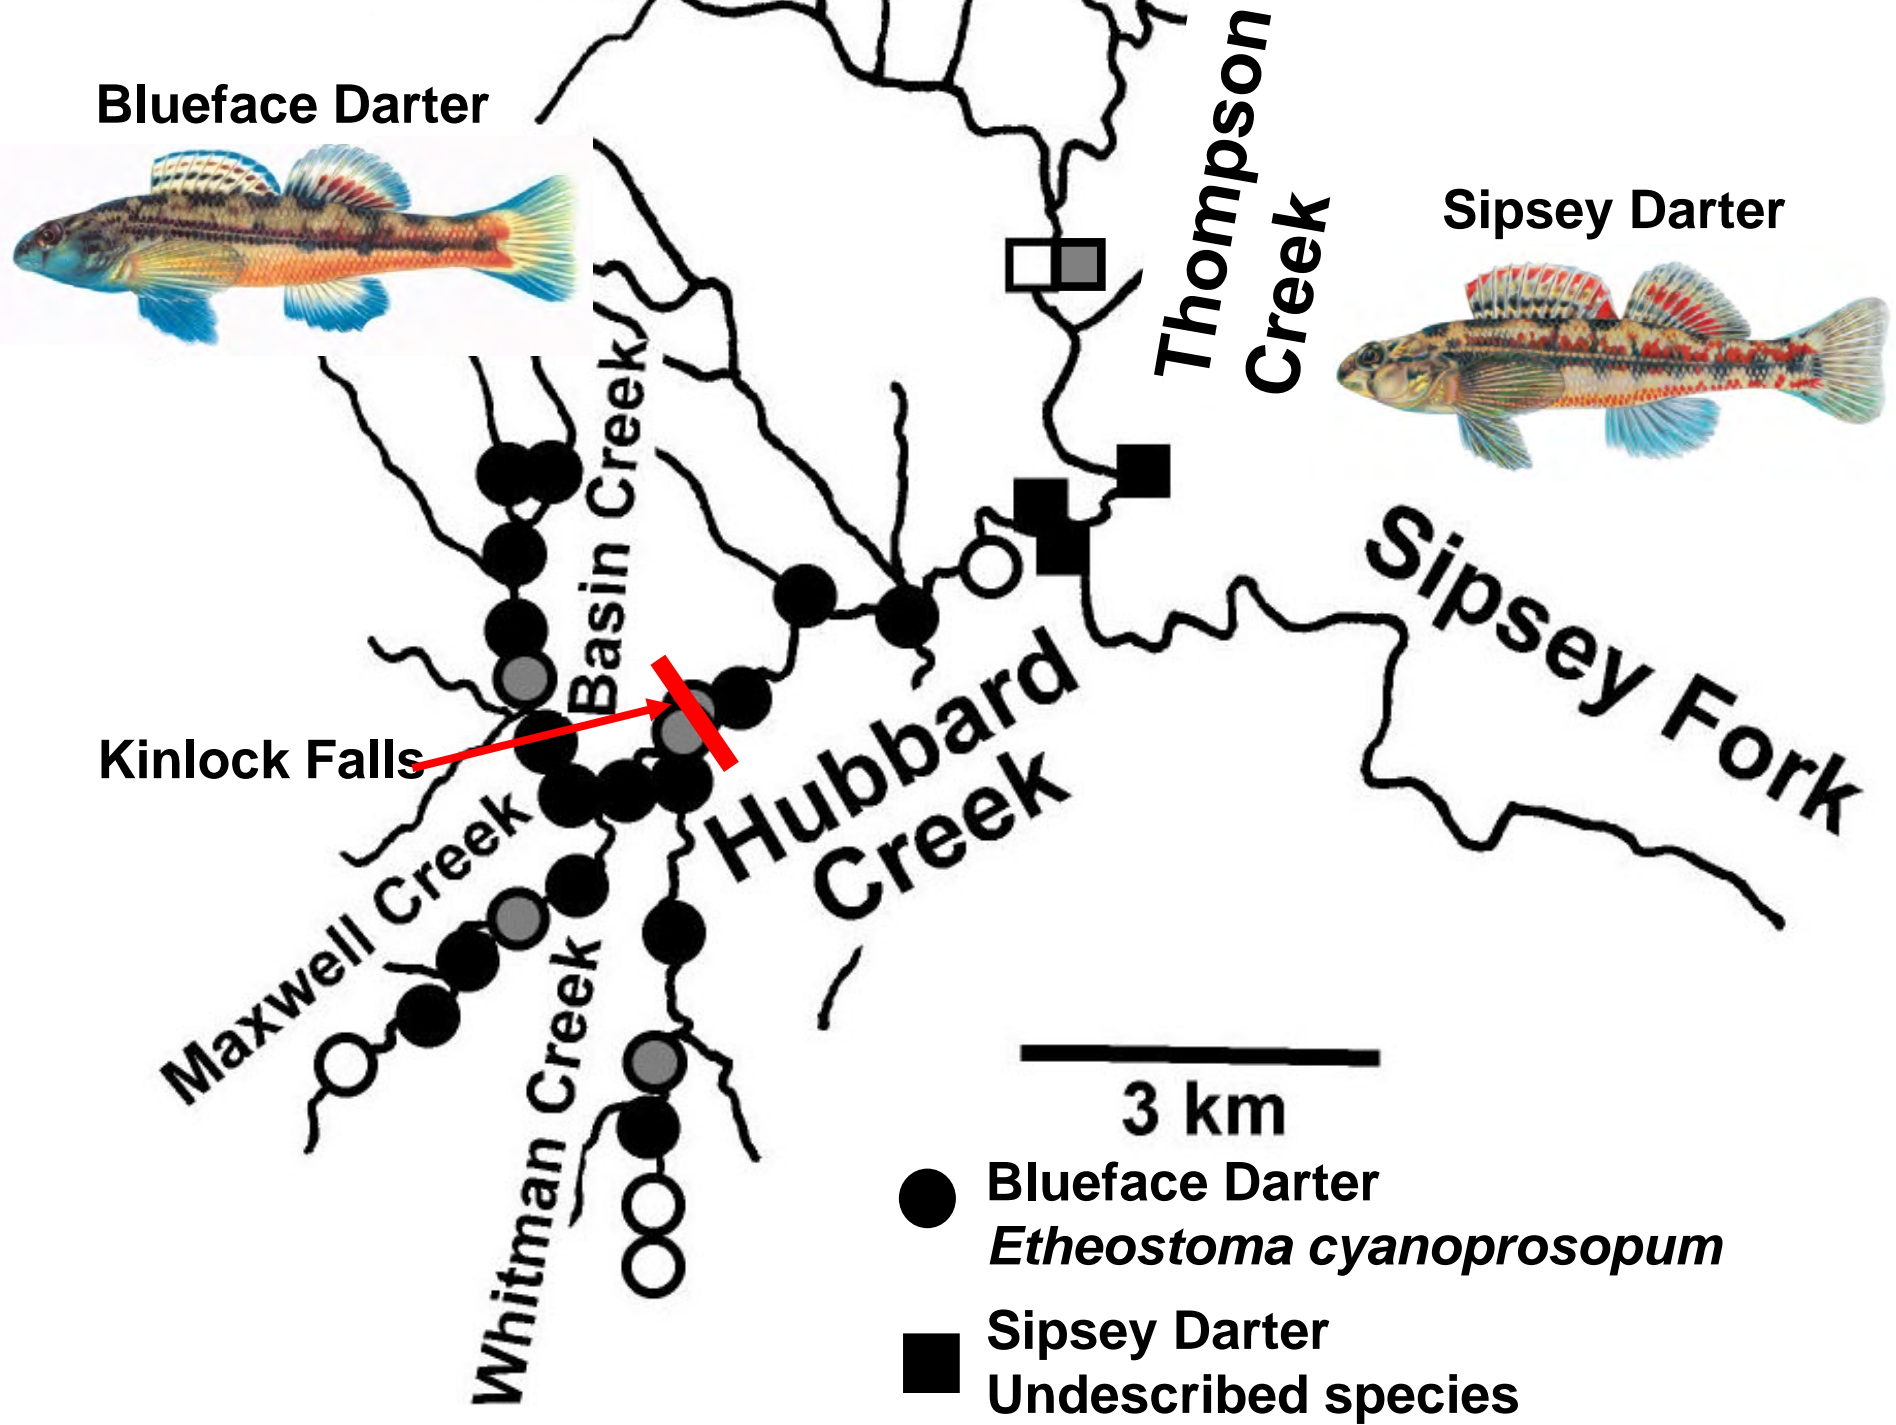 Blueface Darter
Thompson
Creek
Sipsey Darter
Basin Creek
Sipsey Fork
Kinlock Falls
Hubbard
Creek
Maxwell Creek
Whitman Creek
3 km
Blueface Darter
Etheostoma cyanoprosopum
Sipsey Darter
Undescribed species